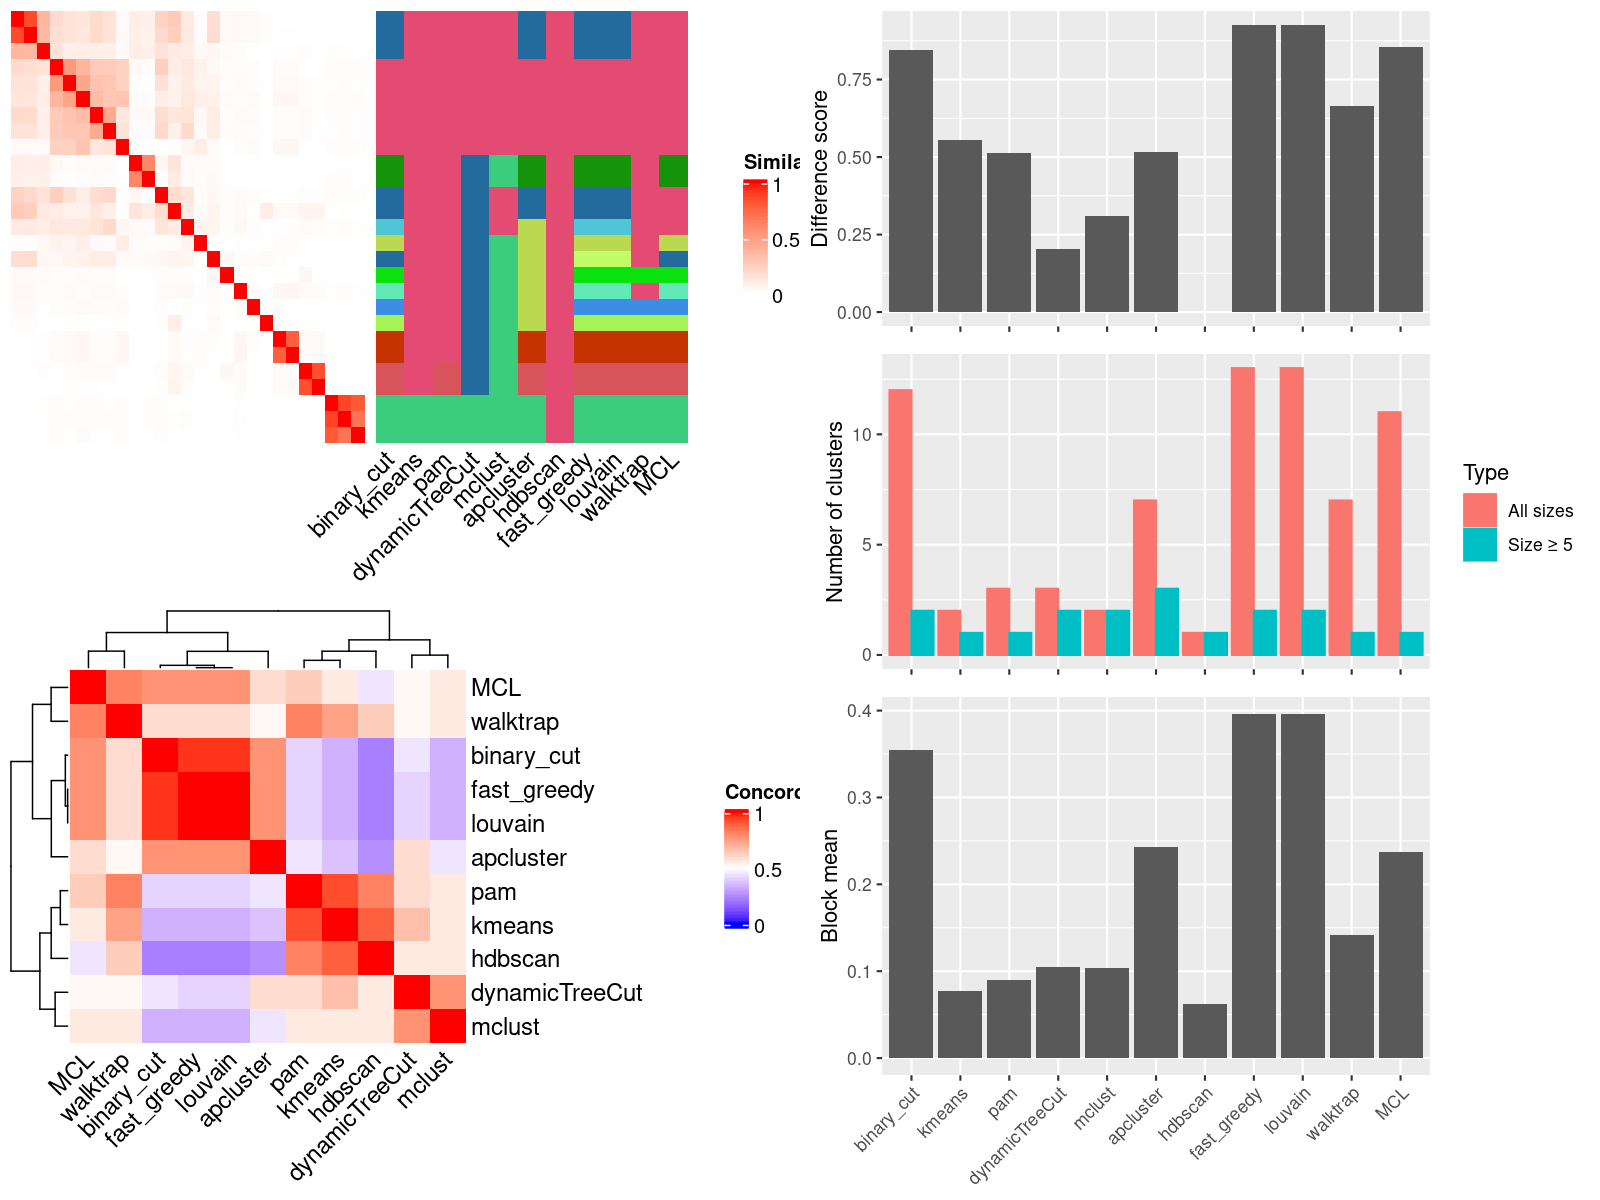 Simila
1
0.5
0
binary_cut
kmeans
pam
dynamicTreeCut
mclust
apcluster
hdbscan
fast_greedy
louvain
walktrap
MCL
MCL
walktrap
binary_cut
fast_greedy
louvain
apcluster
pam
kmeans
hdbscan
dynamicTreeCut
mclust
Concord
1
0.5
0
MCL
walktrap
binary_cut
fast_greedy
louvain
apcluster
pam
kmeans
hdbscan
dynamicTreeCut
mclust
Difference score
0.75
0.50
0.25
0.00
Number of clusters
10
5
0
Type
All sizes
Size ≥ 5
Block mean
0.4
0.3
0.2
0.1
0.0
binary_cut
kmeans
pam
dynamicTreeCut
mclust
apcluster
hdbscan
fast_greedy
louvain
walktrap
MCL